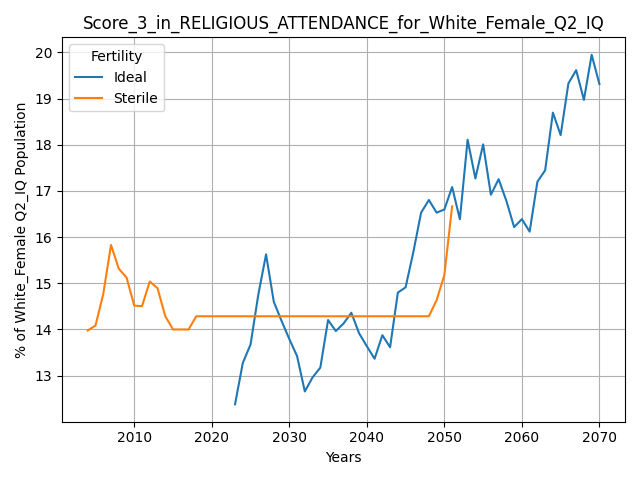 Score_3_in_RELIGIOUS_ATTENDANCE_for_White_Female_Q2_IQ
Fertility
Ideal
Sterile
% of White_Female Q2_IQ Population
20
19
18
17
16
15
14
13
2010
2020
2030
2040
2050
2060
2070
Years